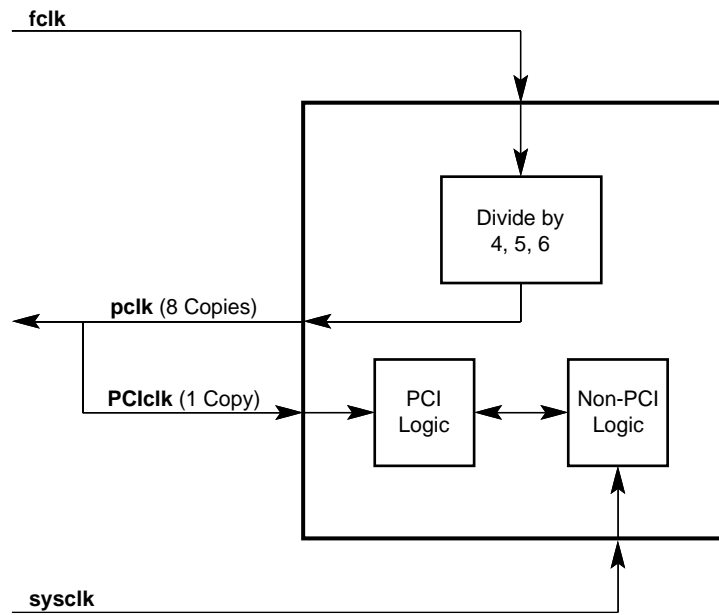 fclk
Divide by
4, 5, 6
pclk (8 Copies)
PCIclk (1 Copy)
PCI
Logic
Non-PCI
Logic
sysclk